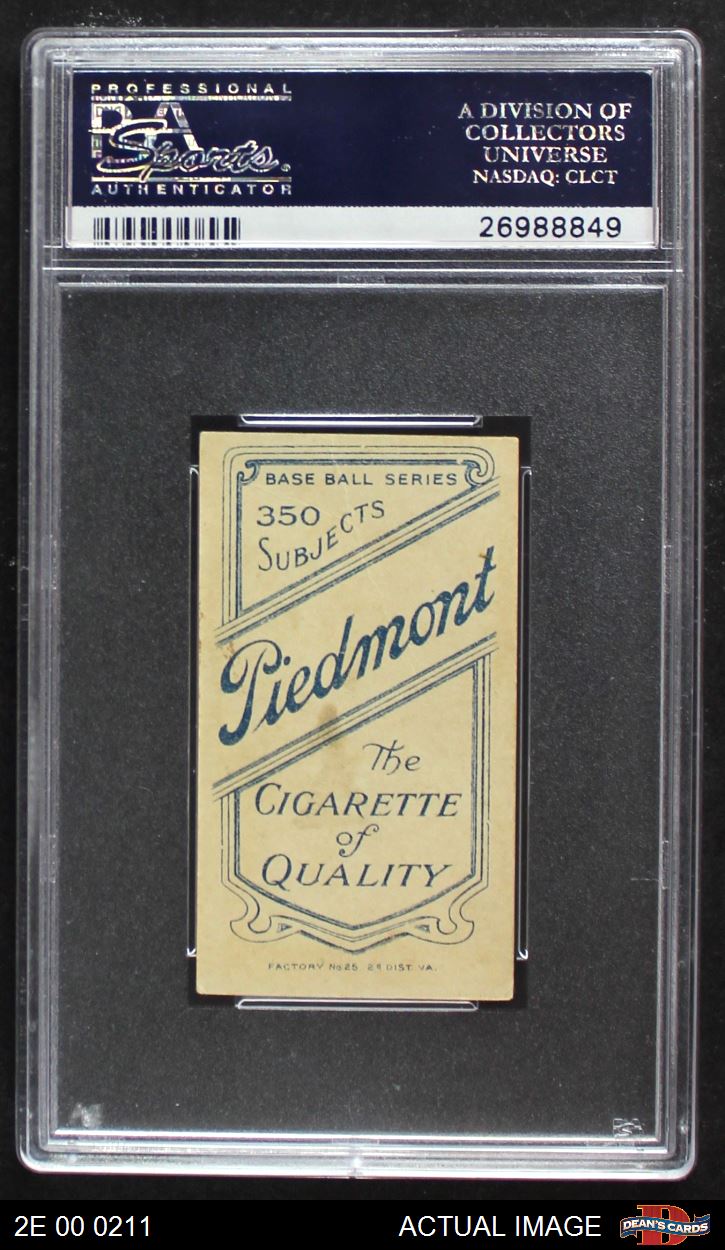 PROFESSIONAL
PSA
Sports
AUTHENTICATOR
A DIVISION OF
COLLECTORS
UNIVERSE
NASDAQ: CLCT
26988849
BASE BALL SERIES
350
SUBJECTS
Piedmont
The
CIGARETTE
of
QUALITY
FACTORY No 25 2d DIST. VA.
2E 00 0211
ACTUAL IMAGE
DEAN'S CARDS